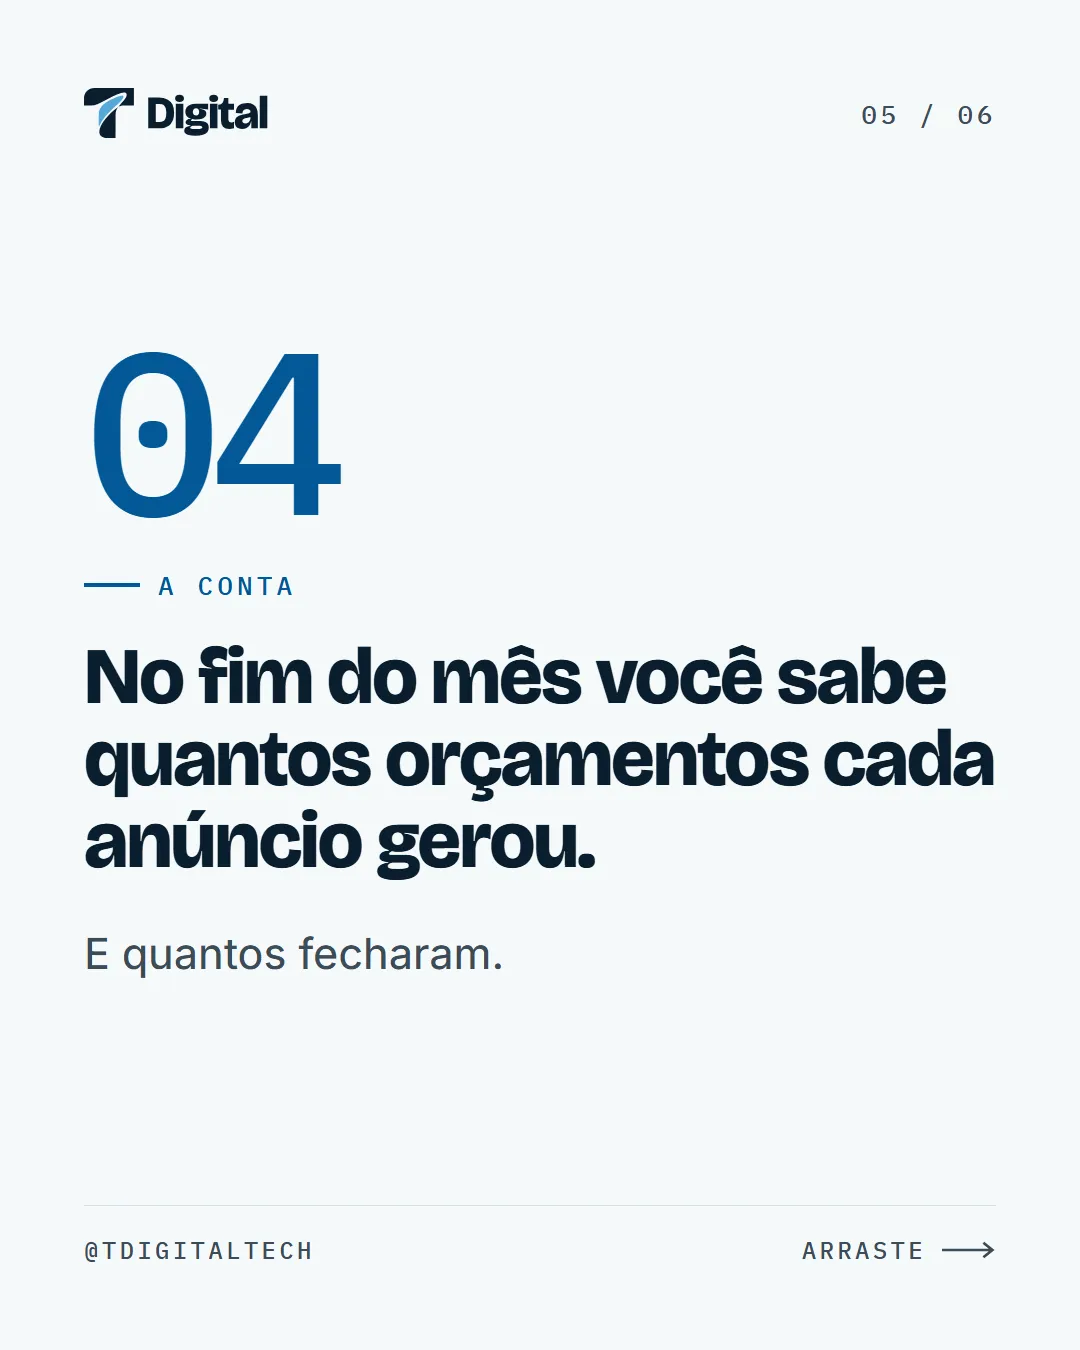 Digital
05 / 06
04
A CONTA
No fim do mês você sabe
quantos orçamentos cada
anúncio gerou.
E quantos fecharam.
@TDIGITALTECH
ARRASTE